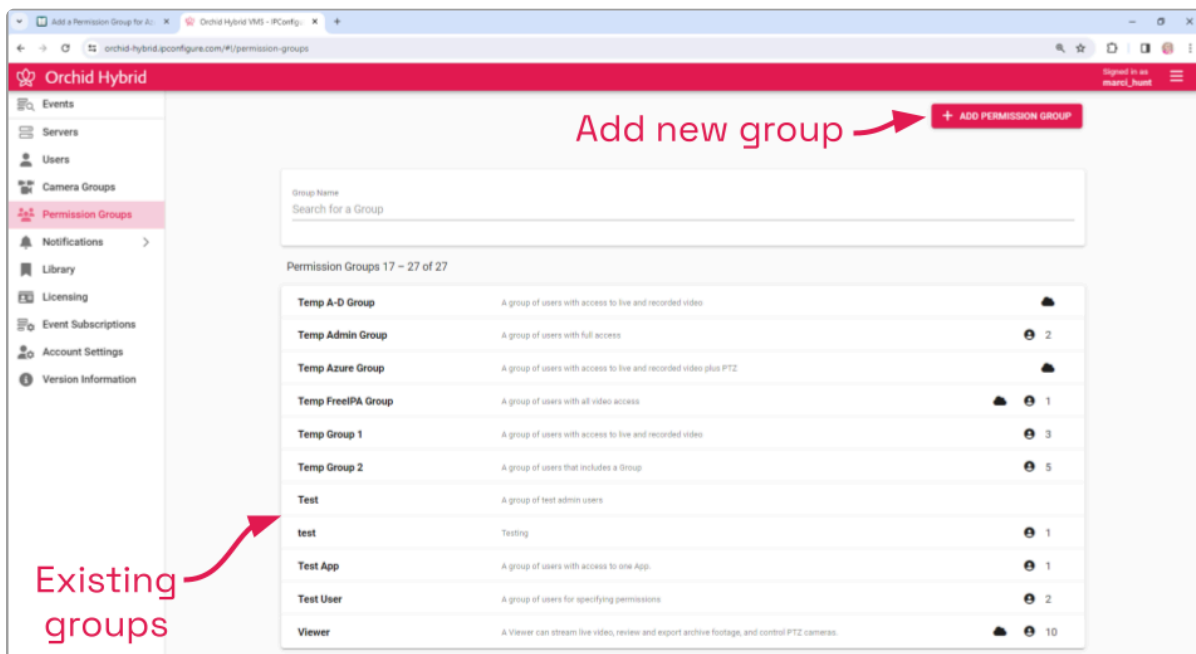 Add a Permission Group for Ac
Orchid Hybrid VMS - IPConfigu
orchid-hybrid.ipconfigure.com/#!/permission-groups
Orchid Hybrid
Signed in as
marci_hunt
Events
Servers
Users
Camera Groups
Permission Groups
Notifications
Library
Licensing
Event Subscriptions
Account Settings
Version Information
Add new group
+ ADD PERMISSION GROUP
Group Name
Search for a Group
Permission Groups 17 – 27 of 27
Temp A-D Group A group of users with access to live and recorded video
Temp Admin Group A group of users with full access 2
Temp Azure Group A group of users with access to live and recorded video plus PTZ
Temp FreeIPA Group A group of users with all video access 1
Temp Group 1 A group of users with access to live and recorded video 3
Temp Group 2 A group of users that includes a Group 5
Test A group of test admin users
test Testing 1
Test App A group of users with access to one App. 1
Test User A group of users for specifying permissions 2
Viewer A Viewer can stream live video, review and export archive footage, and control PTZ cameras. 10
Existing
groups